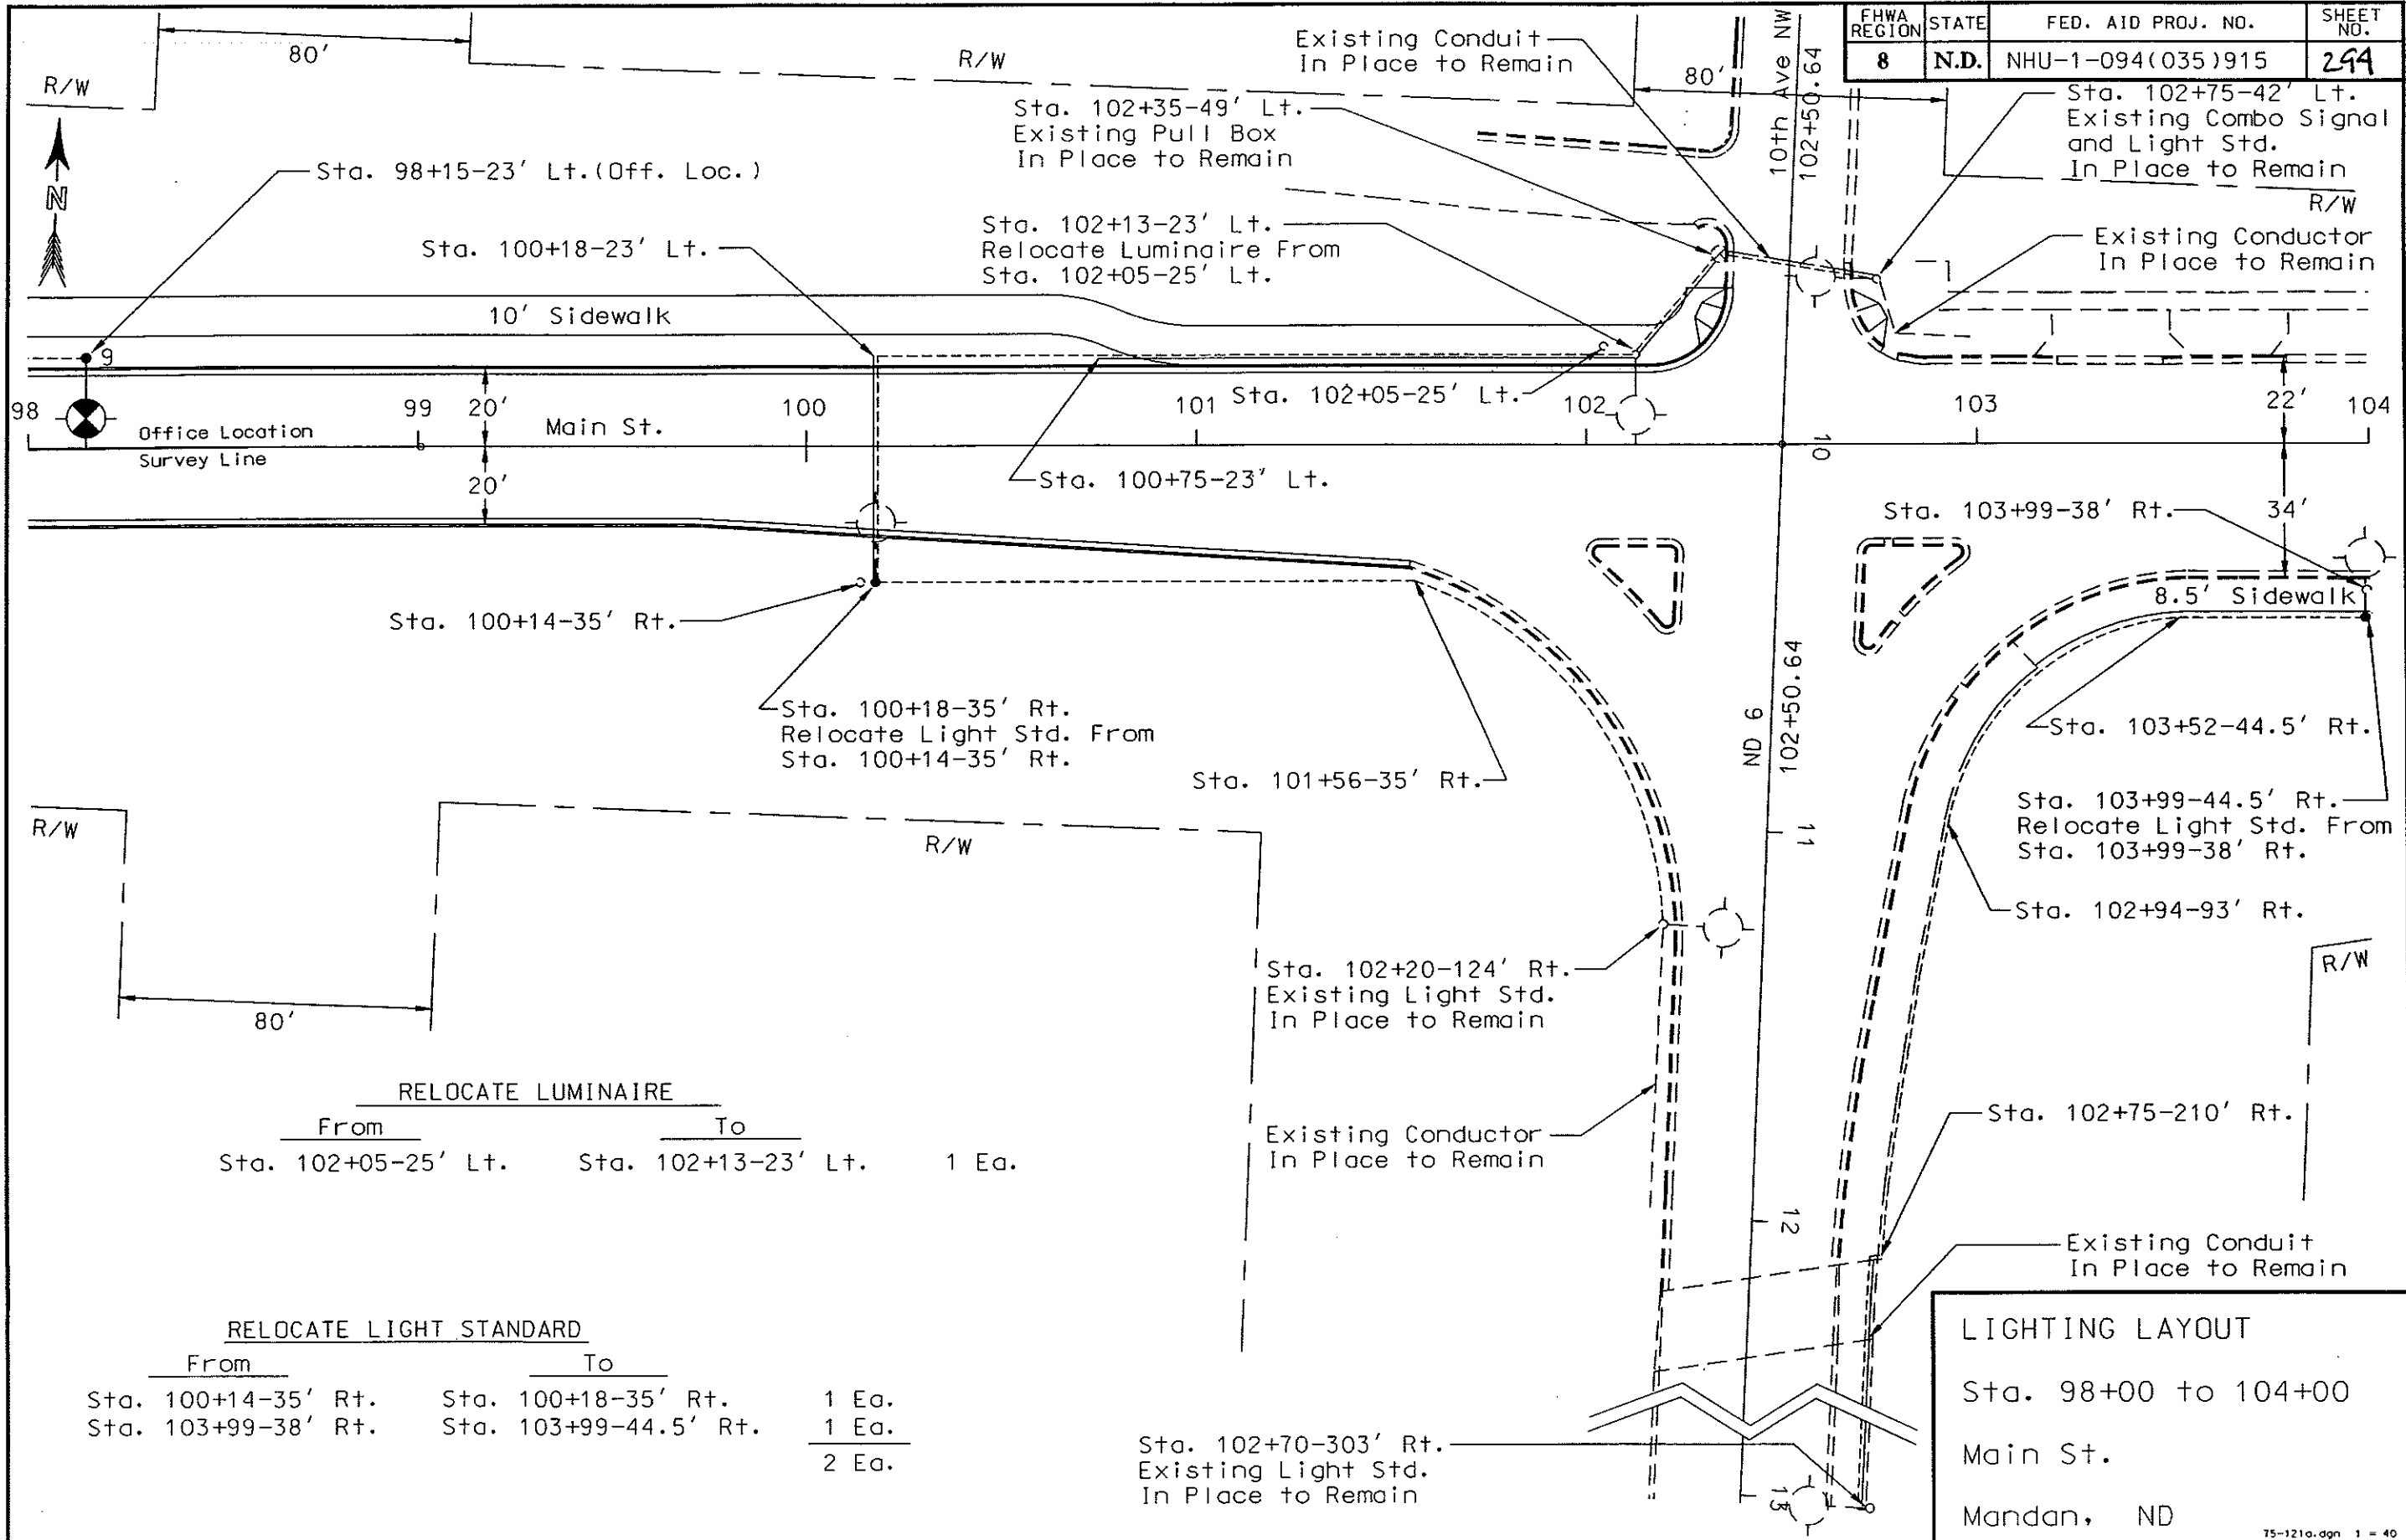 FHWA REGION
STATE
FED. AID PROJ. NO.
SHEET NO.
8
N.D.
NHU-1-094(035)915
80'
R/W
R/W
Existing Conduit
In Place to Remain
10th Ave NW
102+50.64
80'
Sta. 102+75-42' Lt.
Existing Combo Signal
and Light Std.
In Place to Remain
R/W
N
Sta. 98+15-23' Lt.(Off. Loc.)
Sta. 102+35-49' Lt.
Existing Pull Box
In Place to Remain
Sta. 100+18-23' Lt.
Sta. 102+13-23' Lt.
Relocate Luminaire From
Sta. 102+05-25' Lt.
Existing Conductor
In Place to Remain
10' Sidewalk
9
98
99
20'
100
101
Sta. 102+05-25' Lt.
102
103
22'
104
Office Location
Survey Line
Main St.
20'
10
Sta. 100+75-23' Lt.
Sta. 103+99-38' Rt.
34'
8.5' Sidewalk
Sta. 100+14-35' Rt.
Sta. 100+18-35' Rt.
Relocate Light Std. From
Sta. 100+14-35' Rt.
Sta. 101+56-35' Rt.
ND 6
102+50.64
Sta. 103+52-44.5' Rt.
Sta. 103+99-44.5' Rt.
Relocate Light Std. From
Sta. 103+99-38' Rt.
R/W
R/W
11
Sta. 102+94-93' Rt.
R/W
80'
Sta. 102+20-124' Rt.
Existing Light Std.
In Place to Remain
Existing Conductor
In Place to Remain
Sta. 102+75-210' Rt.
12
Existing Conduit
In Place to Remain
RELOCATE LUMINAIRE
From To
Sta. 102+05-25' Lt. Sta. 102+13-23' Lt. 1 Ea.
RELOCATE LIGHT STANDARD
From To
Sta. 100+14-35' Rt. Sta. 100+18-35' Rt. 1 Ea.
Sta. 103+99-38' Rt. Sta. 103+99-44.5' Rt. 1 Ea.
2 Ea.
Sta. 102+70-303' Rt.
Existing Light Std.
In Place to Remain
13
LIGHTING LAYOUT
Sta. 98+00 to 104+00
Main St.
Mandan, ND
75-121a.dgn 1 = 40